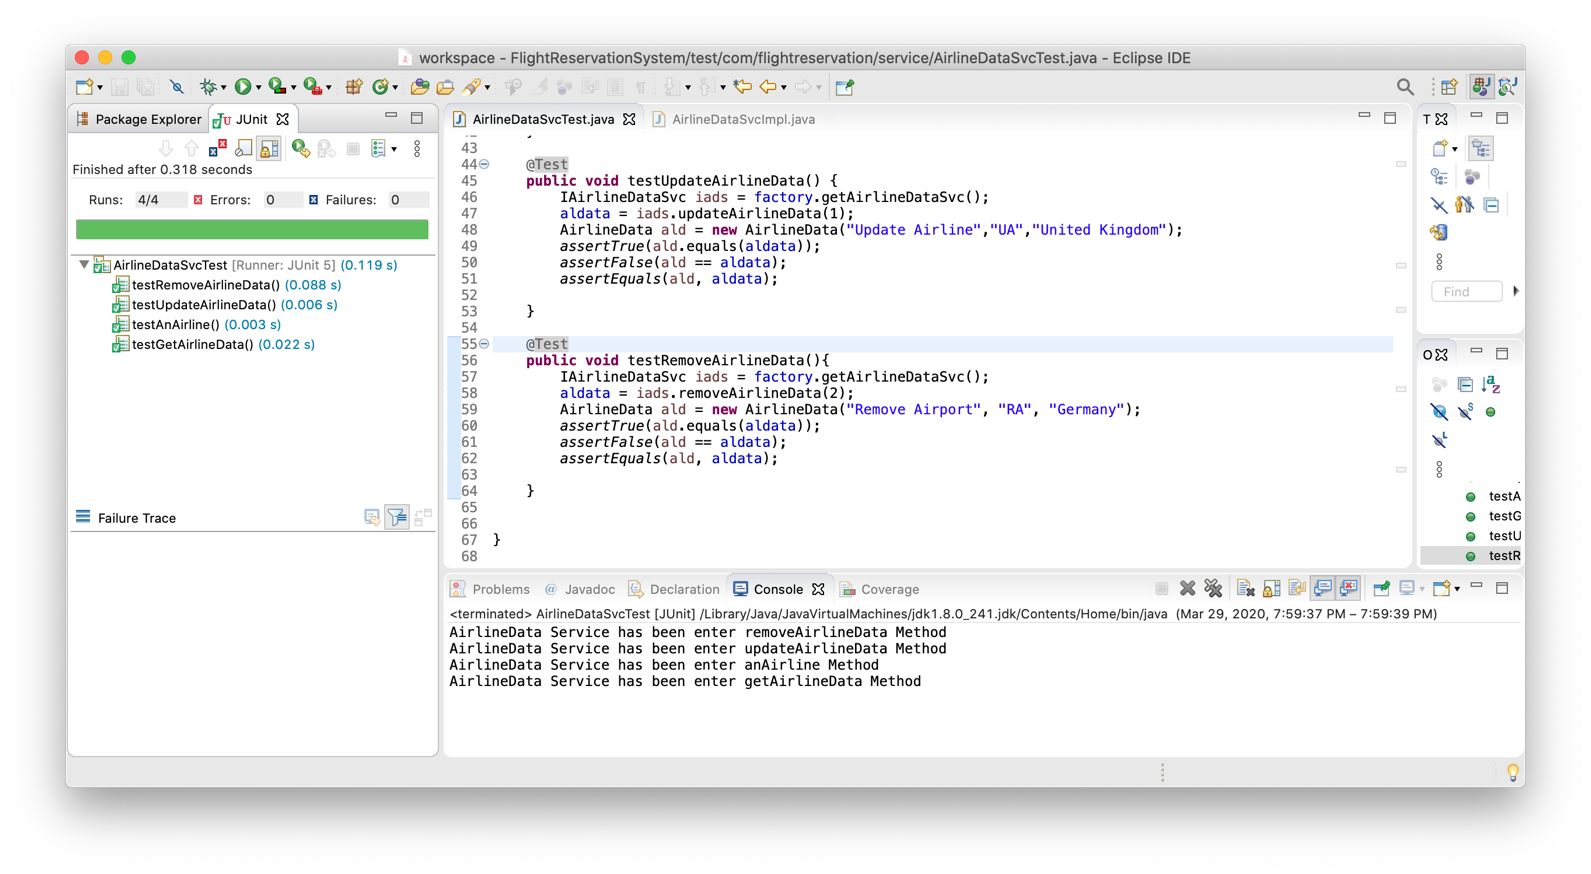 workspace - FlightReservationSystem/test/com/flightreservation/service/AirlineDataSvcTest.java - Eclipse IDE
Package Explorer
JUnit
Finished after 0.318 seconds
Runs: 4/4 Errors: 0 Failures: 0
AirlineDataSvcTest [Runner: JUnit 5] (0.119 s)
testRemoveAirlineData() (0.088 s)
testUpdateAirlineData() (0.006 s)
testAnAirline() (0.003 s)
testGetAirlineData() (0.022 s)
Failure Trace
AirlineDataSvcTest.java
AirlineDataSvcImpl.java
43
44 @Test
45 public void testUpdateAirlineData() {
46 IAirlineDataSvc iads = factory.getAirlineDataSvc();
47 aldata = iads.updateAirlineData(1);
48 AirlineData ald = new AirlineData("Update Airline","UA","United Kingdom");
49 assertTrue(ald.equals(aldata));
50 assertFalse(ald == aldata);
51 assertEquals(ald, aldata);
52
53 }
54
55 @Test
56 public void testRemoveAirlineData(){
57 IAirlineDataSvc iads = factory.getAirlineDataSvc();
58 aldata = iads.removeAirlineData(2);
59 AirlineData ald = new AirlineData("Remove Airport", "RA", "Germany");
60 assertTrue(ald.equals(aldata));
61 assertFalse(ald == aldata);
62 assertEquals(ald, aldata);
63
64 }
65
66
67 }
68
T
Find
O
testA
testG
testU
testR
Problems @ Javadoc Declaration Console Coverage
<terminated> AirlineDataSvcTest [JUnit] /Library/Java/JavaVirtualMachines/jdk1.8.0_241.jdk/Contents/Home/bin/java (Mar 29, 2020, 7:59:37 PM – 7:59:39 PM)
AirlineData Service has been enter removeAirlineData Method
AirlineData Service has been enter updateAirlineData Method
AirlineData Service has been enter anAirline Method
AirlineData Service has been enter getAirlineData Method